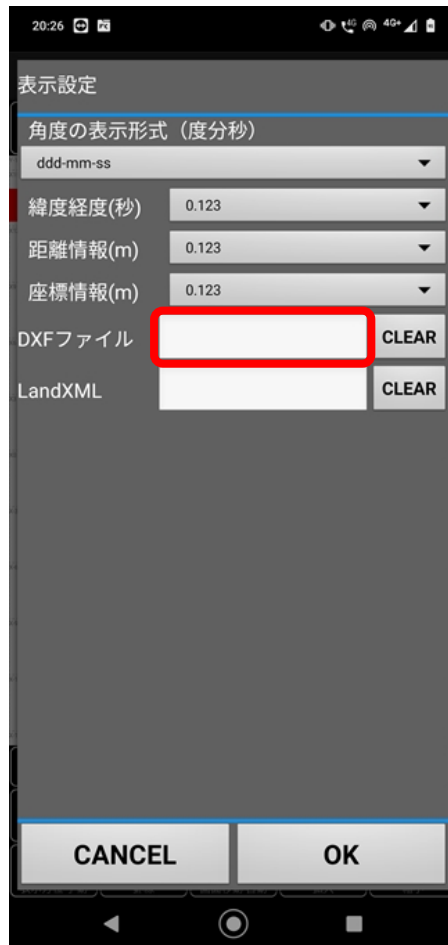 20:26
4G 4G+
表示設定
角度の表示形式（度分秒）
ddd-mm-ss
緯度経度(秒) 0.123
距離情報(m) 0.123
座標情報(m) 0.123
DXFファイル CLEAR
LandXML CLEAR
CANCEL OK